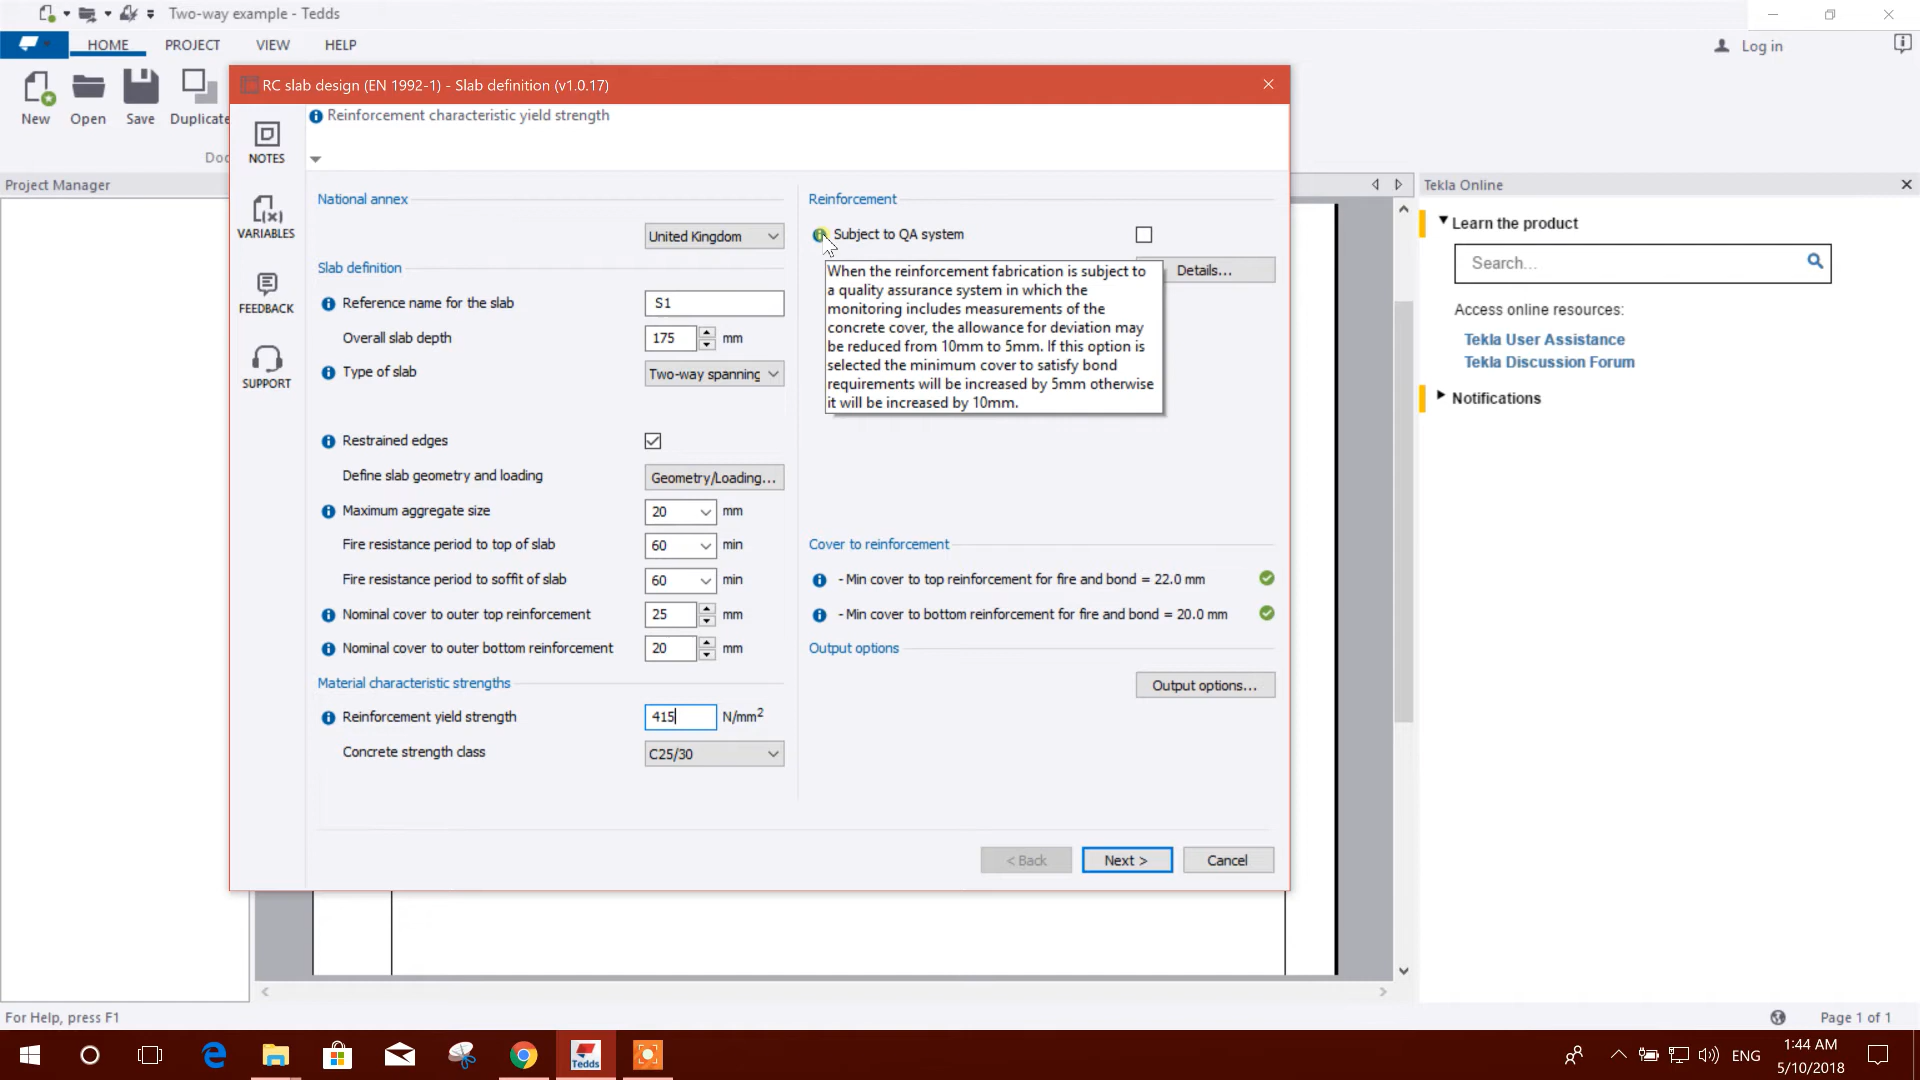 Two-way example - Tedds
HOME PROJECT VIEW HELP
Log in
New Open Save Duplicate
RC slab design (EN 1992-1) - Slab definition (v1.0.17)
Reinforcement characteristic yield strength
NOTES
VARIABLES
FEEDBACK
SUPPORT
Project Manager
National annex
United Kingdom
Slab definition
Reference name for the slab S1
Overall slab depth 175 mm
Type of slab Two-way spanning
Restrained edges
Define slab geometry and loading Geometry/Loading...
Maximum aggregate size 20 mm
Fire resistance period to top of slab 60 min
Fire resistance period to soffit of slab 60 min
Nominal cover to outer top reinforcement 25 mm
Nominal cover to outer bottom reinforcement 20 mm
Material characteristic strengths
Reinforcement yield strength 415 N/mm²
Concrete strength class C25/30
Reinforcement
Subject to QA system
Details...
When the reinforcement fabrication is subject to
a quality assurance system in which the
monitoring includes measurements of the
concrete cover, the allowance for deviation may
be reduced from 10mm to 5mm. If this option is
selected the minimum cover to satisfy bond
requirements will be increased by 5mm otherwise
it will be increased by 10mm.
Cover to reinforcement
- Min cover to top reinforcement for fire and bond = 22.0 mm
- Min cover to bottom reinforcement for fire and bond = 20.0 mm
Output options
Output options...
< Back Next > Cancel
Tekla Online
Learn the product
Search...
Access online resources:
Tekla User Assistance
Tekla Discussion Forum
Notifications
For Help, press F1
Page 1 of 1
Tedds
ENG
1:44 AM
5/10/2018